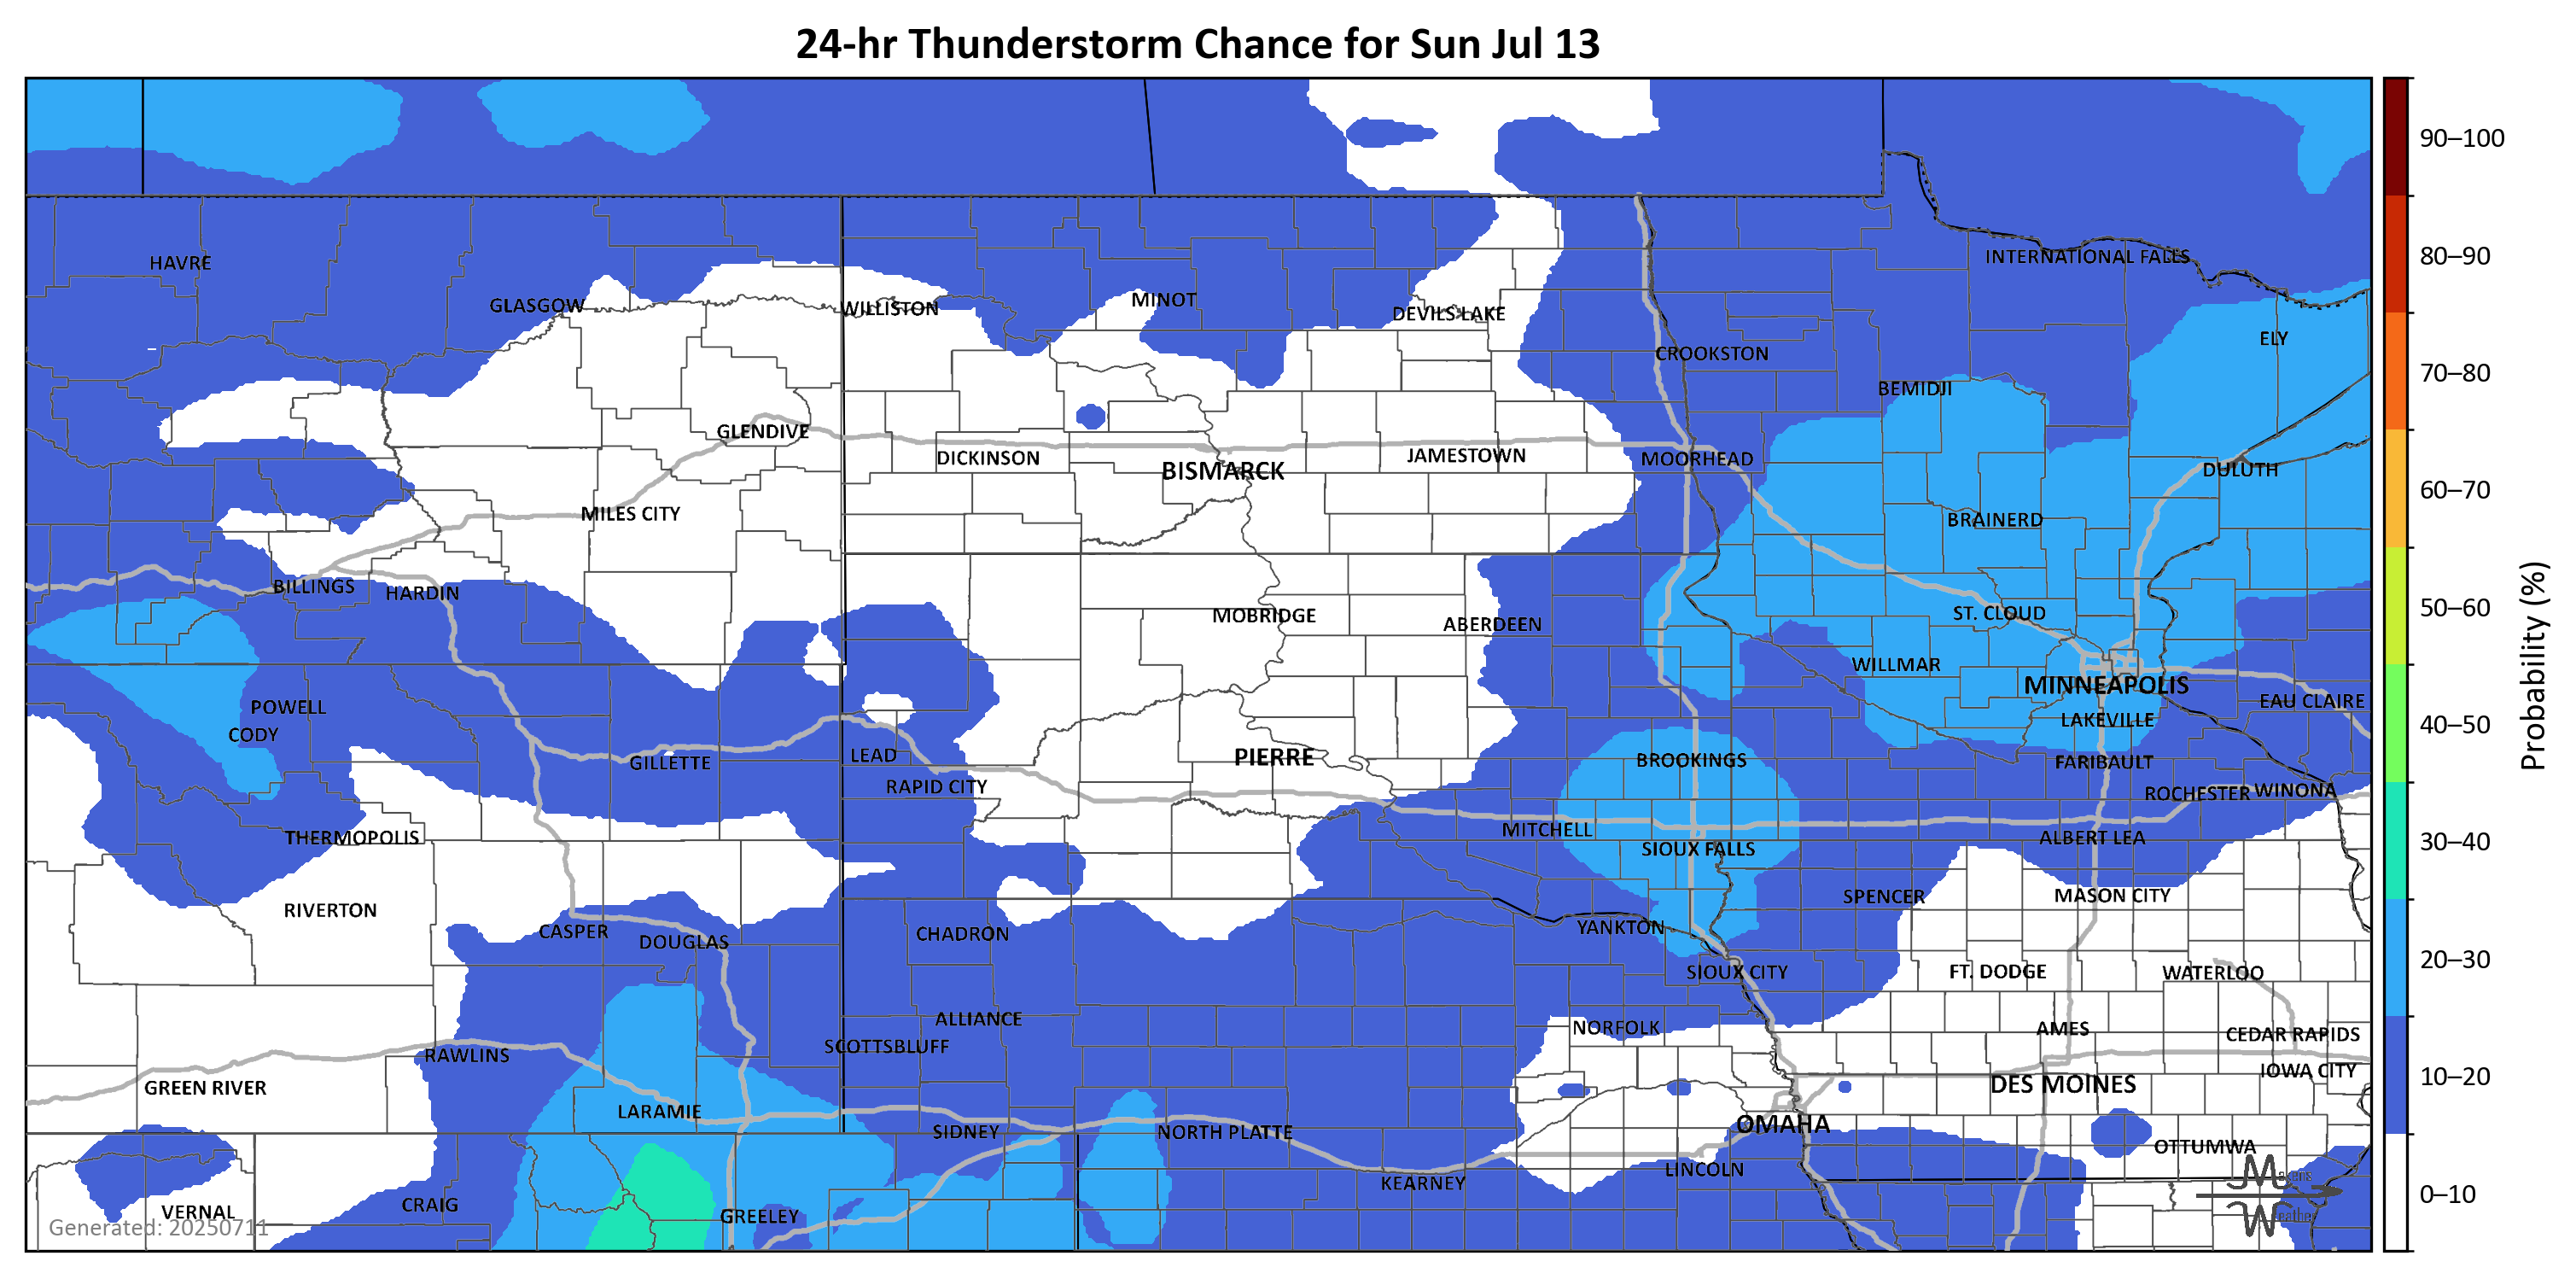 24-hr Thunderstorm Chance for Sun Jul 13
90–100
80–90
70–80
60–70
50–60
40–50
30–40
20–30
10–20
0–10
Probability (%)
HAVRE
INTERNATIONAL FALLS
GLASGOW
WILLISTON
MINOT
DEVILS LAKE
ELY
CROOKSTON
BEMIDJI
GLENDIVE
DICKINSON
BISMARCK
JAMESTOWN
MOORHEAD
DULUTH
MILES CITY
BRAINERD
BILLINGS
HARDIN
MOBRIDGE
ABERDEEN
ST. CLOUD
WILLMAR
MINNEAPOLIS
EAU CLAIRE
POWELL
LAKEVILLE
CODY
GILLETTE
LEAD
PIERRE
BROOKINGS
FARIBAULT
RAPID CITY
ROCHESTER
WINONA
THERMOPOLIS
MITCHELL
ALBERT LEA
SIOUX FALLS
RIVERTON
SPENCER
MASON CITY
CASPER
DOUGLAS
CHADRON
YANKTON
SIOUX CITY
FT. DODGE
WATERLOO
ALLIANCE
NORFOLK
AMES
CEDAR RAPIDS
RAWLINS
SCOTTSBLUFF
GREEN RIVER
DES MOINES
IOWA CITY
LARAMIE
SIDNEY
NORTH PLATTE
OMAHA
OTTUMWA
LINCOLN
KEARNEY
VERNAL
CRAIG
GREELEY
Generated: 20250711
Makens
Weather